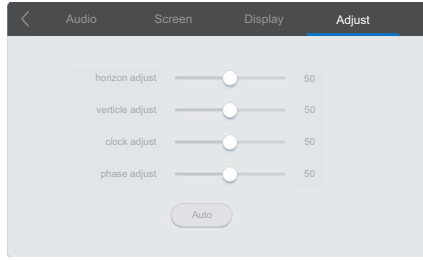 Audio Screen Display Adjust
horizon adjust 50
verticle adjust 50
clock adjust 50
phase adjust 50
Auto